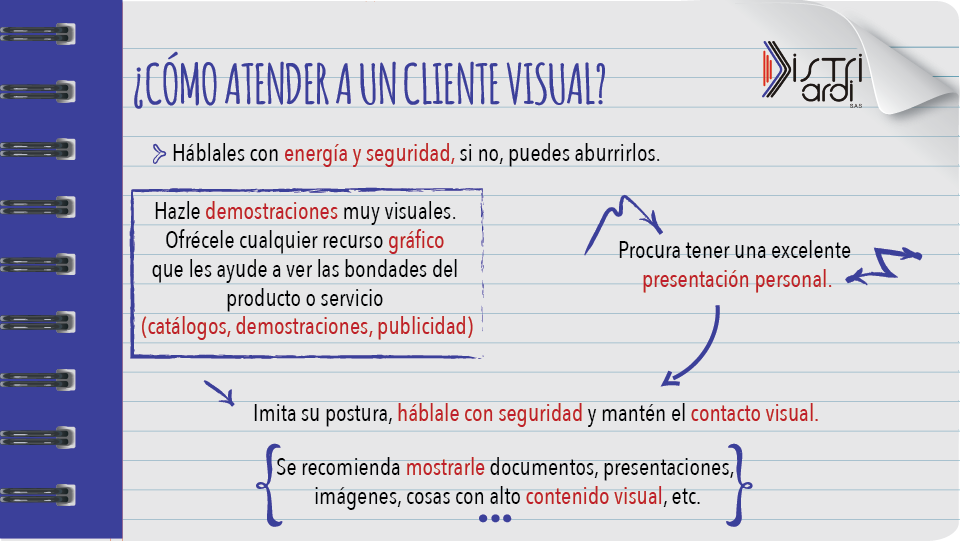 ¿CÓMO ATENDER A UN CLIENTE VISUAL?
Distri
ardi
SAS
Háblales con energía y seguridad, si no, puedes aburrirlos.
Hazle demostraciones muy visuales.
Ofrécele cualquier recurso gráfico
que les ayude a ver las bondades del
producto o servicio
(catálogos, demostraciones, publicidad)
Procura tener una excelente
presentación personal.
Imita su postura, háblale con seguridad y mantén el contacto visual.
Se recomienda mostrarle documentos, presentaciones,
imágenes, cosas con alto contenido visual, etc.